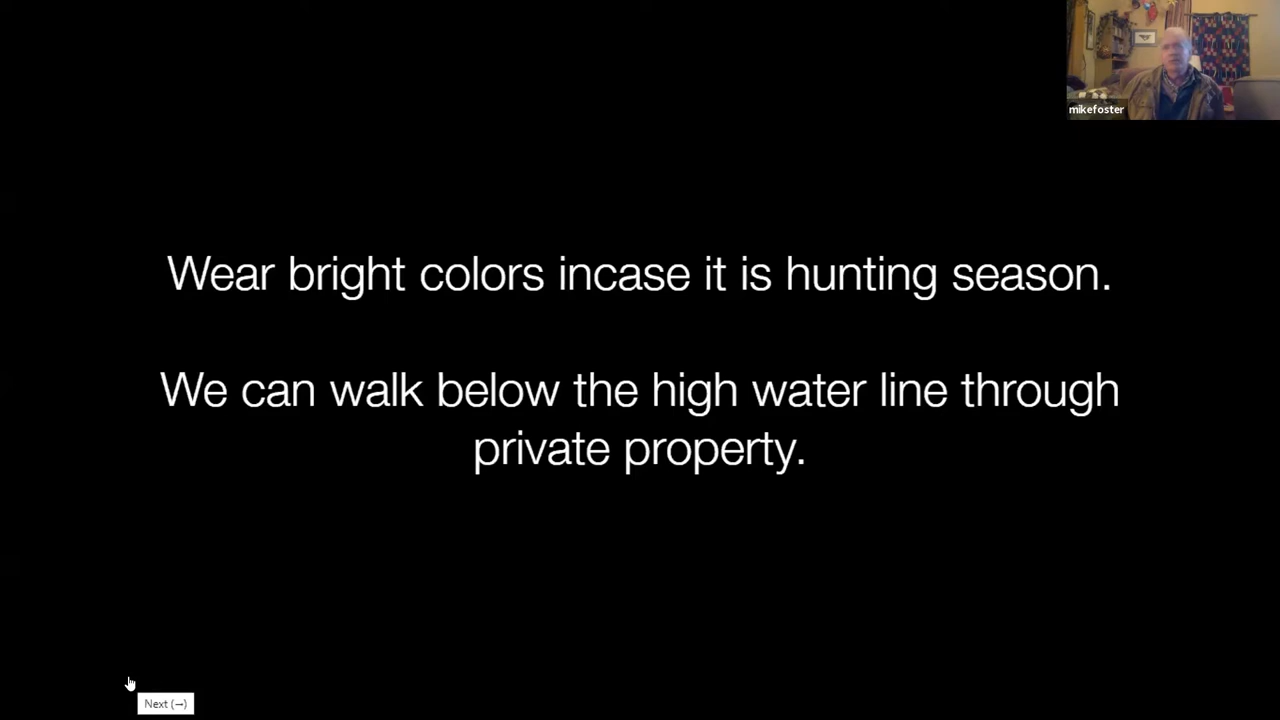 mikefoster
Wear bright colors incase it is hunting season.
We can walk below the high water line through
private property.
Next (→)